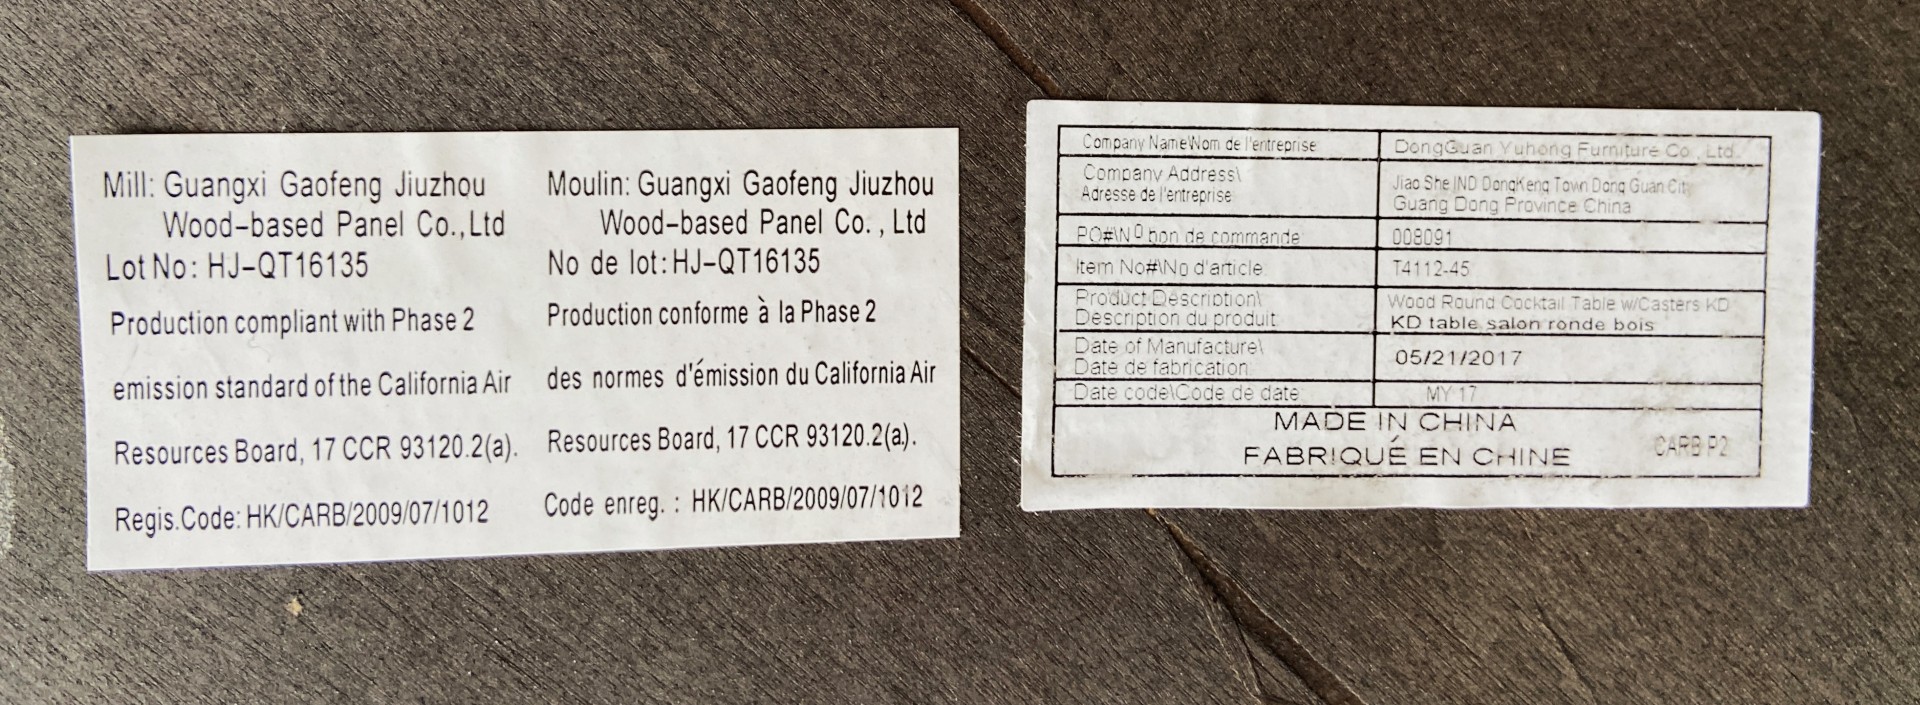 Mill: Guangxi Gaofeng Jiuzhou
Wood-based Panel Co.,Ltd
Lot No: HJ-QT16135
Production compliant with Phase 2
emission standard of the California Air
Resources Board, 17 CCR 93120.2(a).
Regis.Code: HK/CARB/2009/07/1012
Moulin: Guangxi Gaofeng Jiuzhou
Wood-based Panel Co. , Ltd
No de lot: HJ-QT16135
Production conforme à la Phase 2
des normes d'émission du California Air
Resources Board, 17 CCR 93120.2(a.).
Code enreg. : HK/CARB/2009/07/1012
Company Name\Nom de l'entreprise
DongGuan Yuhong Furniture Co , Ltd.
Company Address\
Adresse de l'entreprise
Jiao She IND DongKeng Town Dong Guan Cit
Guang Dong Province China
PO#\Nº bon de commande
008091
Item No#\No d'article
T4112-45
Product Description\
Description du produit
Wood Round Cocktail Table w/Casters KD
KD table salon ronde bois
Date of Manufacture\
Date de fabrication
05/21/2017
Date code\Code de date
MY 17
MADE IN CHINA
FABRIQUÉ EN CHINE
CARB P2